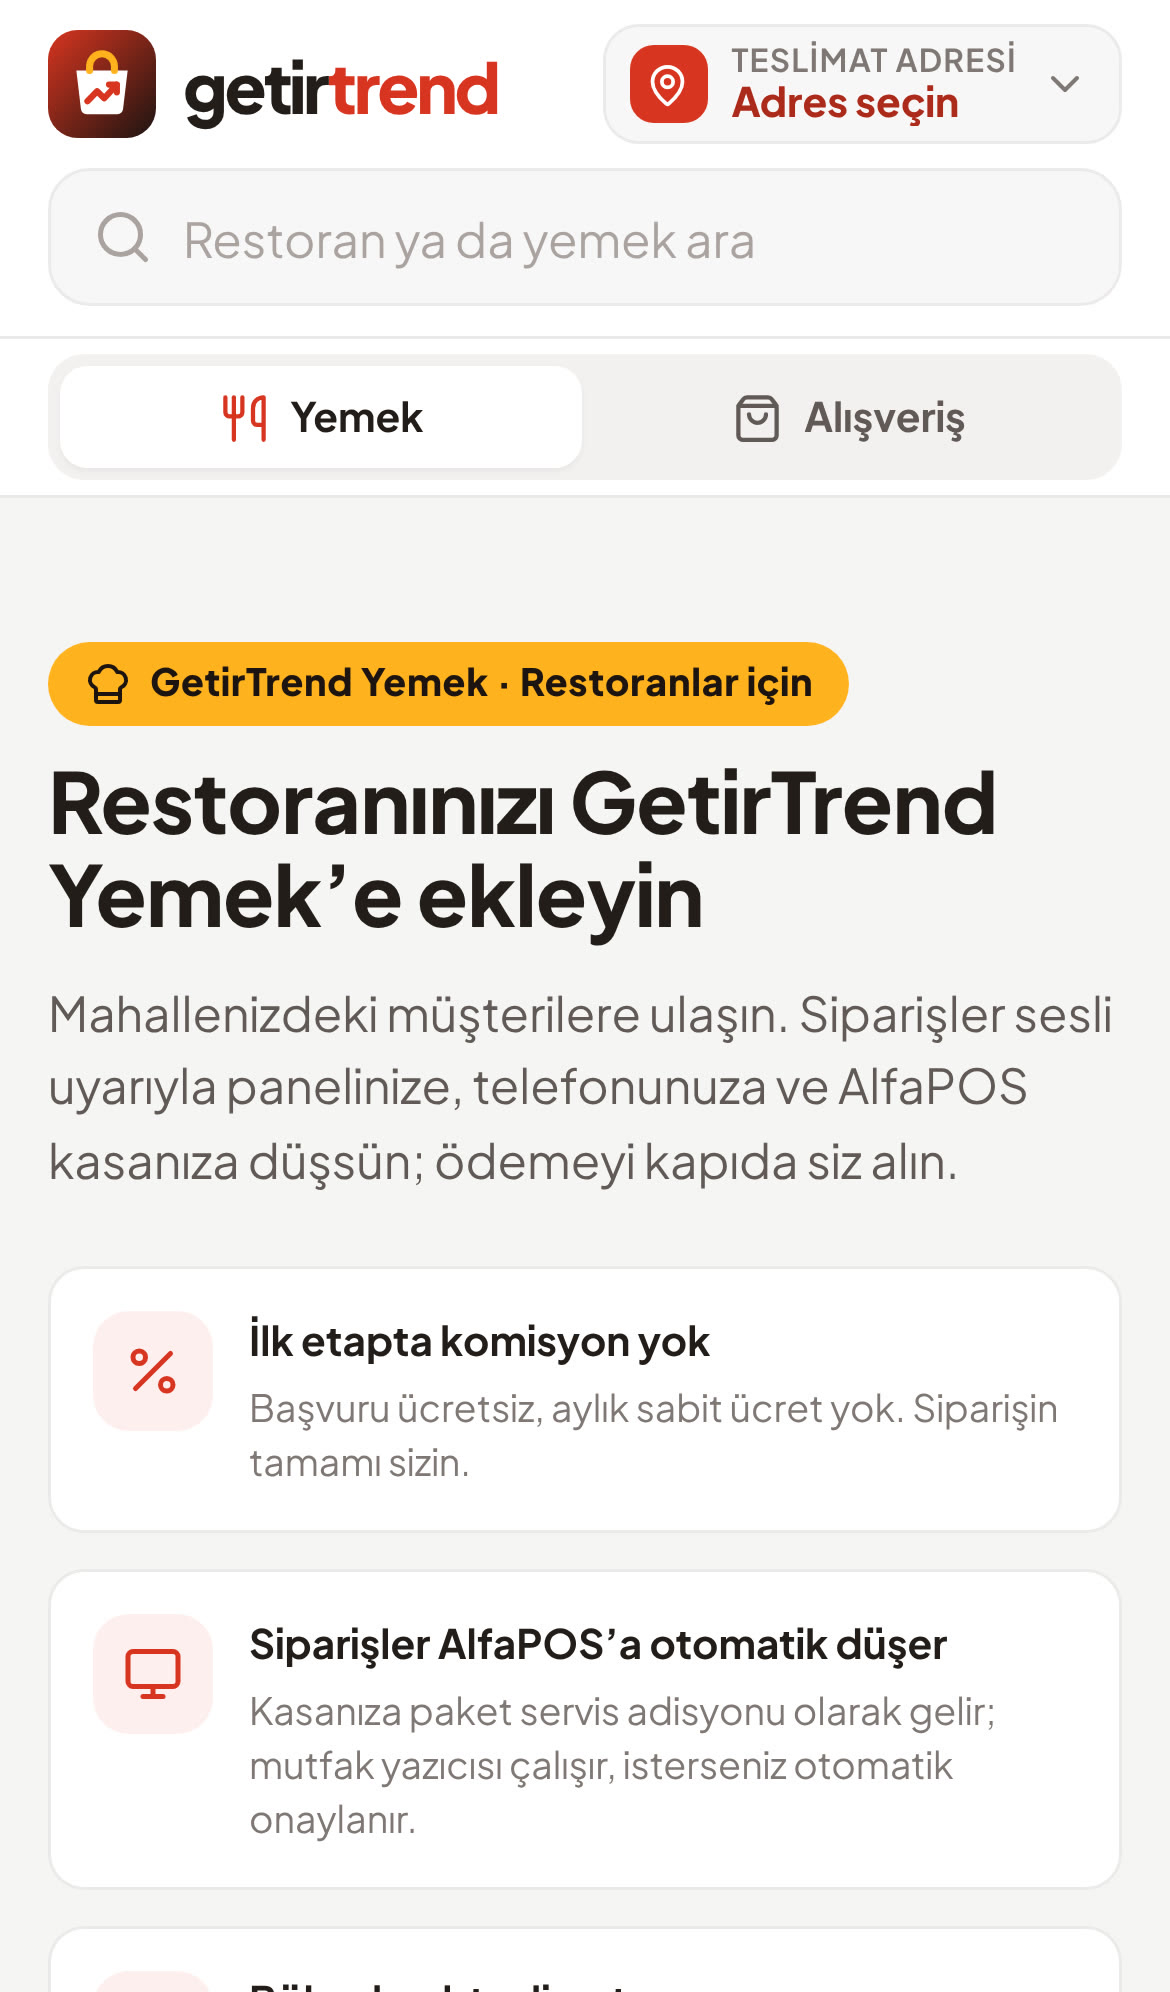 getirtrend
TESLİMAT ADRESİ
Adres seçin
Restoran ya da yemek ara
Yemek
Alışveriş
GetirTrend Yemek · Restoranlar için
Restoranınızı GetirTrend
Yemek’e ekleyin
Mahallenizdeki müşterilere ulaşın. Siparişler sesli
uyarıyla panelinize, telefonunuza ve AlfaPOS
kasanıza düşsün; ödemeyi kapıda siz alın.
İlk etapta komisyon yok
Başvuru ücretsiz, aylık sabit ücret yok. Siparişin
tamamı sizin.
Siparişler AlfaPOS’a otomatik düşer
Kasanıza paket servis adisyonu olarak gelir;
mutfak yazıcısı çalışır, isterseniz otomatik
onaylanır.